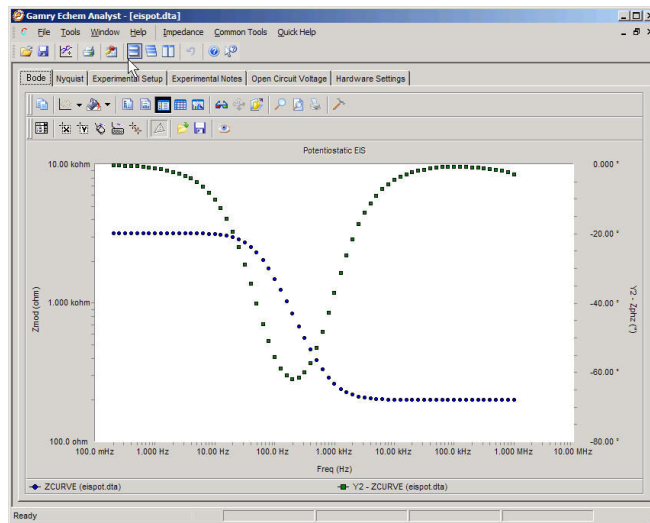 Gamry Echem Analyst - [eispot.dta]
File Tools Window Help Impedance Common Tools Quick Help
Bode Nyquist Experimental Setup Experimental Notes Open Circuit Voltage Hardware Settings
Potentiostatic EIS
10.00 kohm 0.000 °
-20.00 °
1.000 kohm -40.00 °
-60.00 °
100.0 ohm -80.00 °
Zmod (ohm)
Y2 - Zphz (°)
100.0 mHz 1.000 Hz 10.00 Hz 100.0 Hz 1.000 kHz 10.00 kHz 100.0 kHz 1.000 MHz 10.00 MHz
Freq (Hz)
ZCURVE (eispot.dta) Y2 - ZCURVE (eispot.dta)
Ready